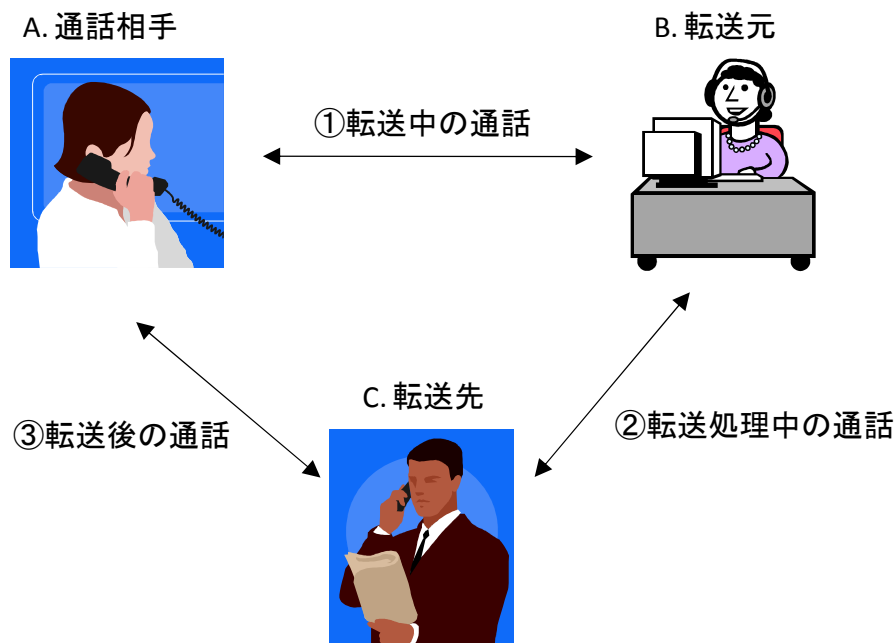 A. 通話相手
B. 転送元
①転送中の通話
C. 転送先
③転送後の通話
②転送処理中の通話